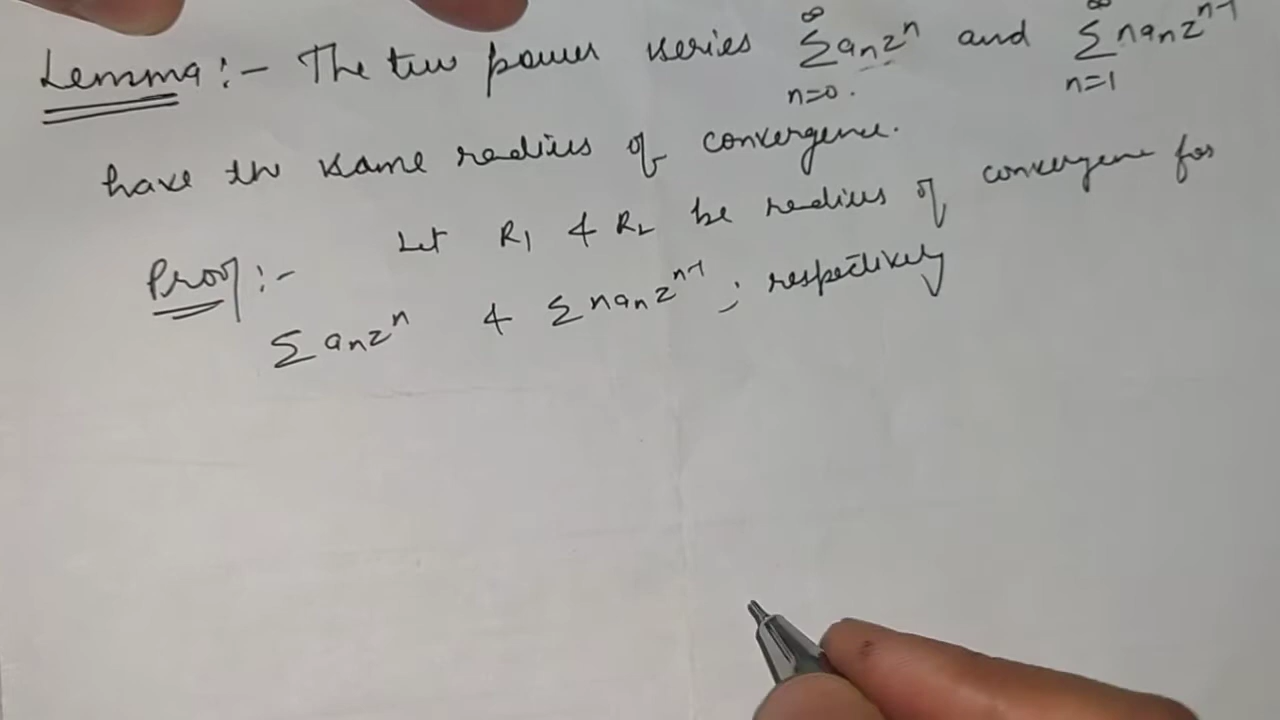 Lemma:- The two power series ∞∑n=0 aₙzⁿ and ∞∑n=1 naₙzⁿ⁻¹
have the same radius of convergence.
Proof:- Let R₁ & R₂ be radius of convergence for
∑aₙzⁿ & ∑naₙzⁿ⁻¹; respectively